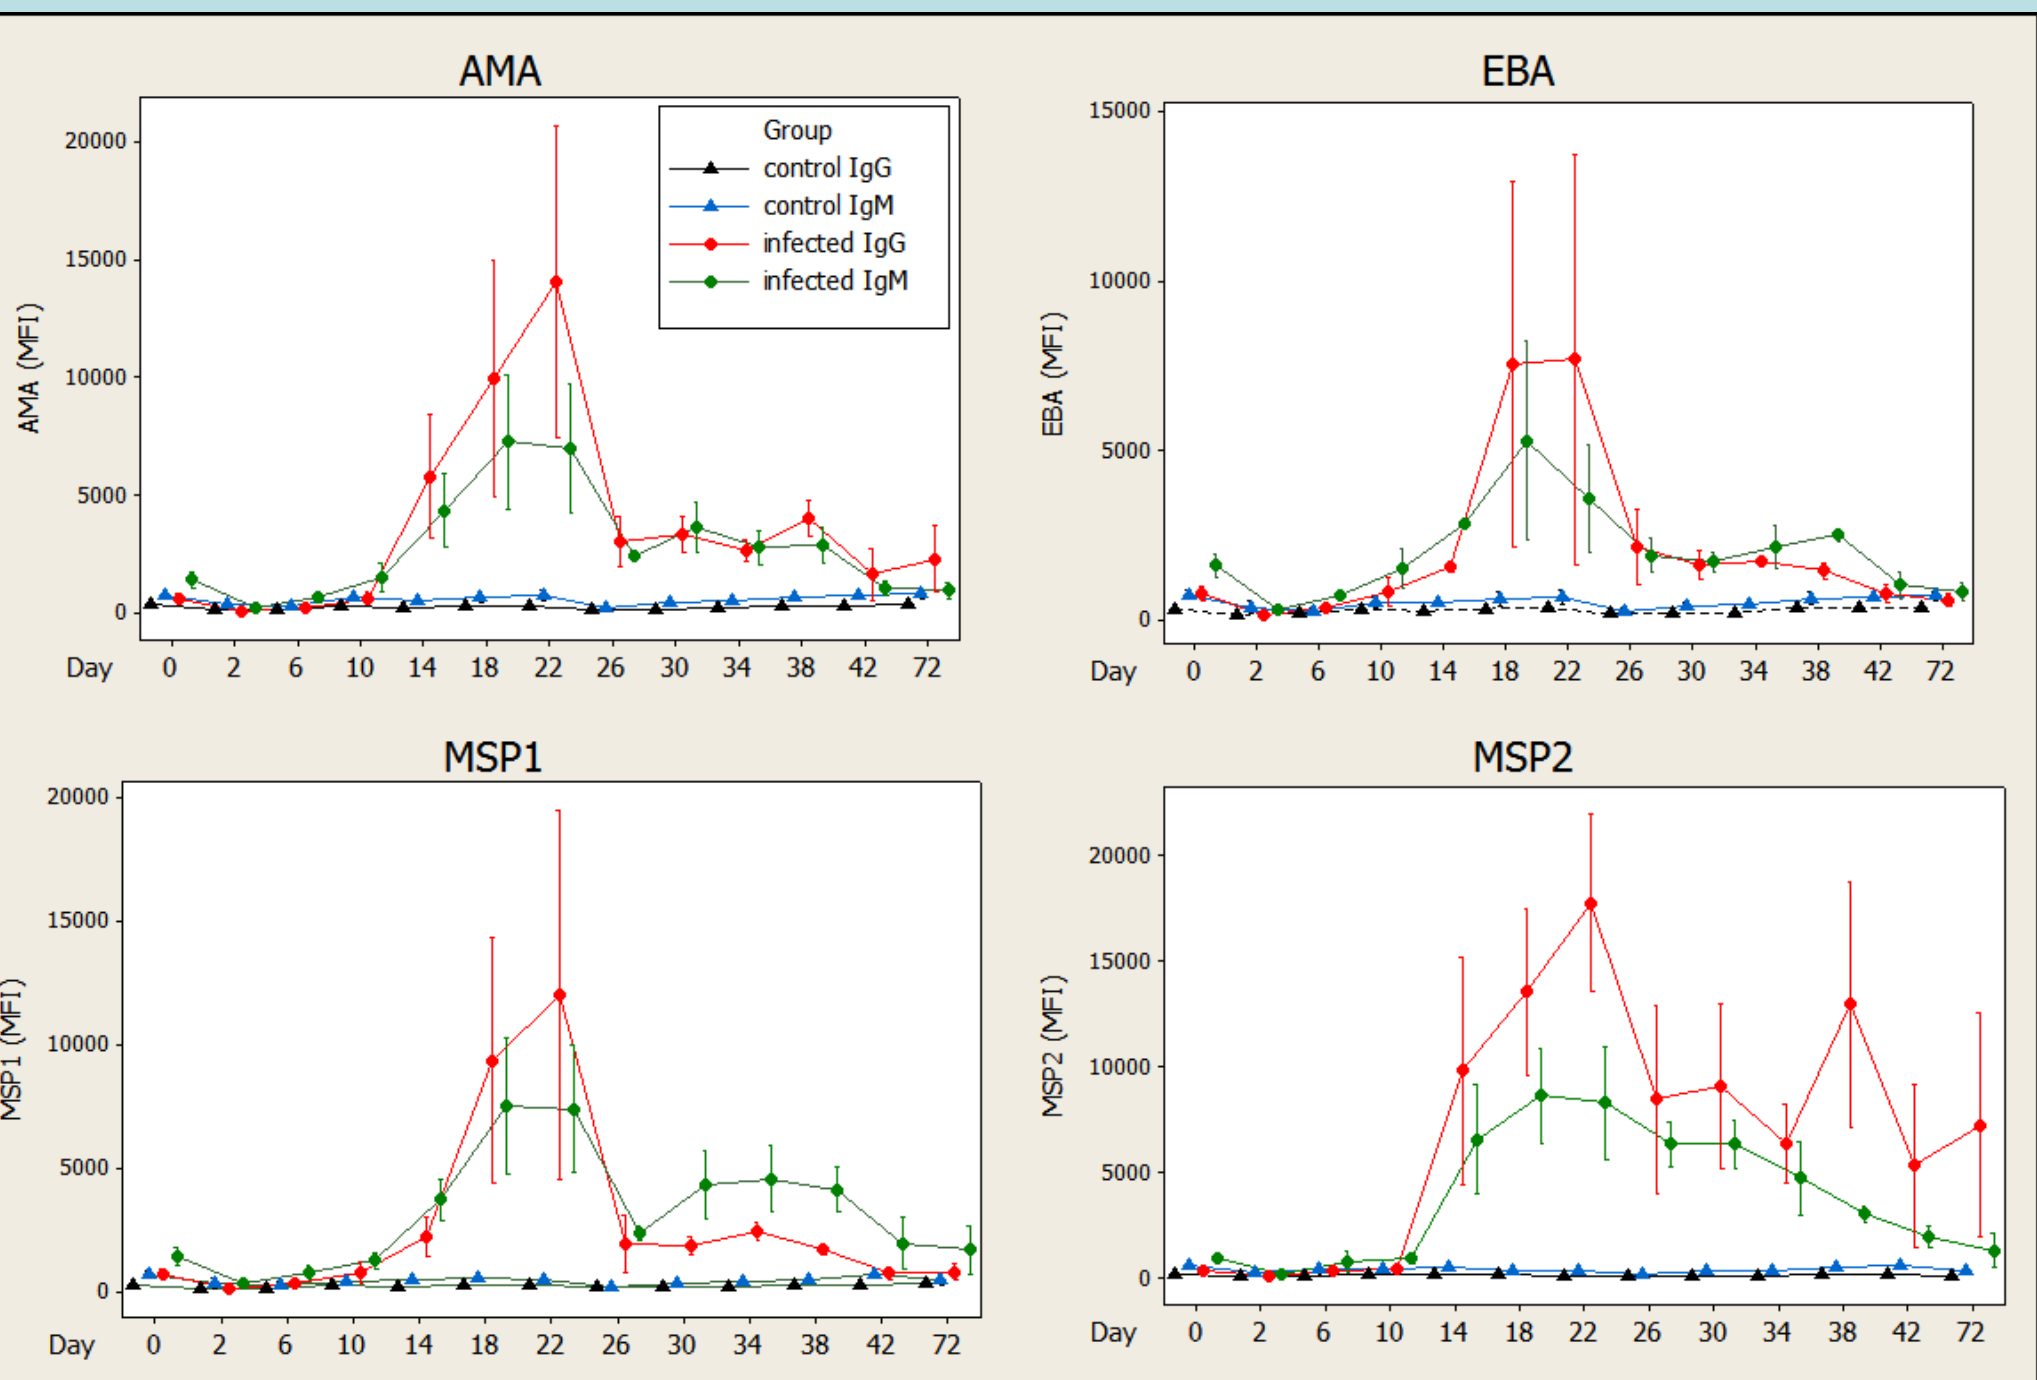 AMA
20000
15000
10000
5000
0
AMA (MFI)
Group
control IgG
control IgM
infected IgG
infected IgM
Day 0 2 6 10 14 18 22 26 30 34 38 42 72
EBA
15000
10000
5000
0
EBA (MFI)
Day 0 2 6 10 14 18 22 26 30 34 38 42 72
MSP1
20000
15000
10000
5000
0
MSP1 (MFI)
Day 0 2 6 10 14 18 22 26 30 34 38 42 72
MSP2
20000
15000
10000
5000
0
MSP2 (MFI)
Day 0 2 6 10 14 18 22 26 30 34 38 42 72